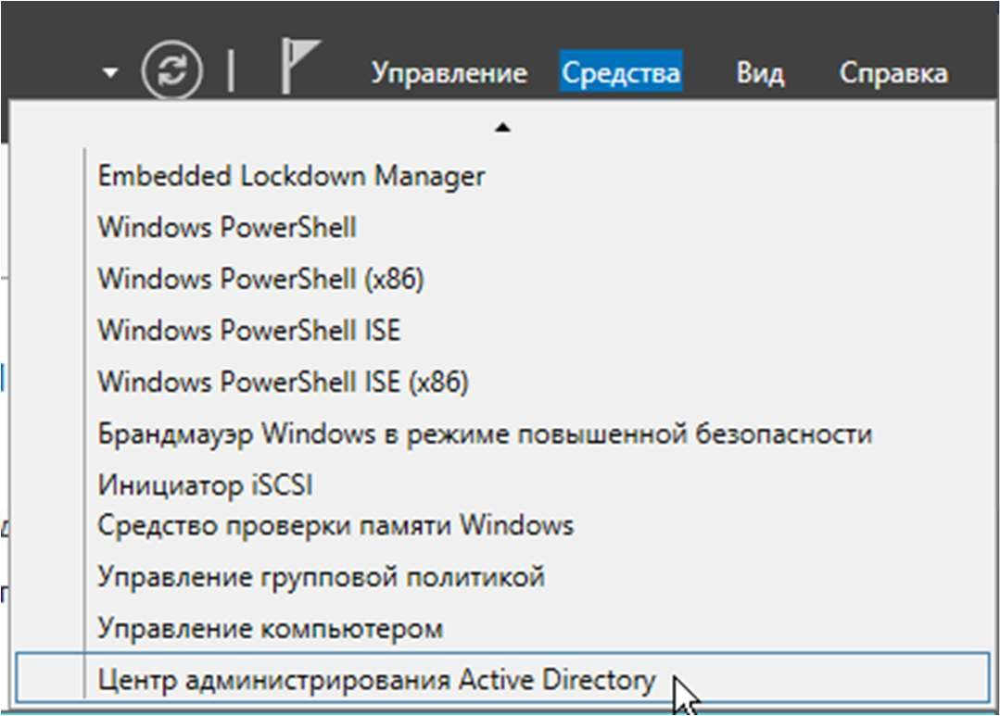 Управление Средства Вид Справка
Embedded Lockdown Manager
Windows PowerShell
Windows PowerShell (x86)
Windows PowerShell ISE
Windows PowerShell ISE (x86)
Брандмауэр Windows в режиме повышенной безопасности
Инициатор iSCSI
Средство проверки памяти Windows
Управление групповой политикой
Управление компьютером
Центр администрирования Active Directory